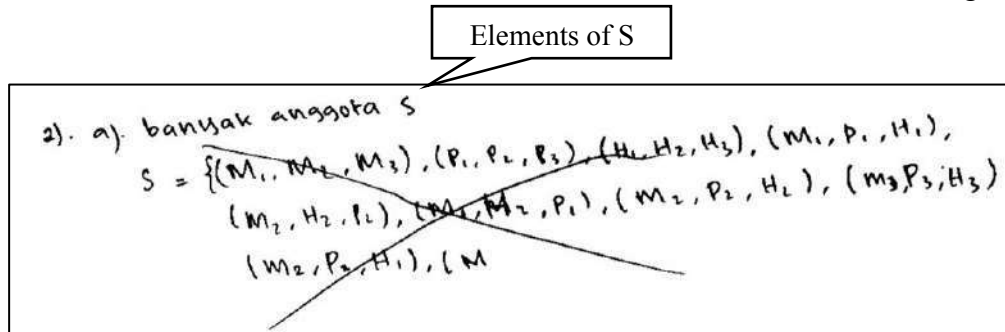 Elements of S
2). a). banyak anggota S
S = {(M₁, M₂, M₃), (P₁, P₂, P₃), (H₁, H₂, H₃), (M₁, P₁, H₁),
(M₂, H₂, P₂), (M₁, M₂, P₁), (M₂, P₂, H₂), (M₃, P₃, H₃)
(M₂, P₂, H₁), (M